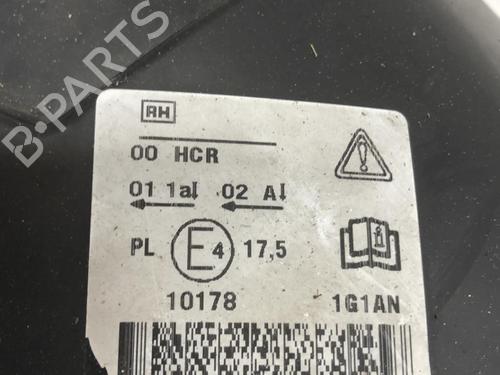 B-PARTS
RH
00 HCR
01 1a↓ 02 A↓
PL E4 17,5
10178 1G1AN